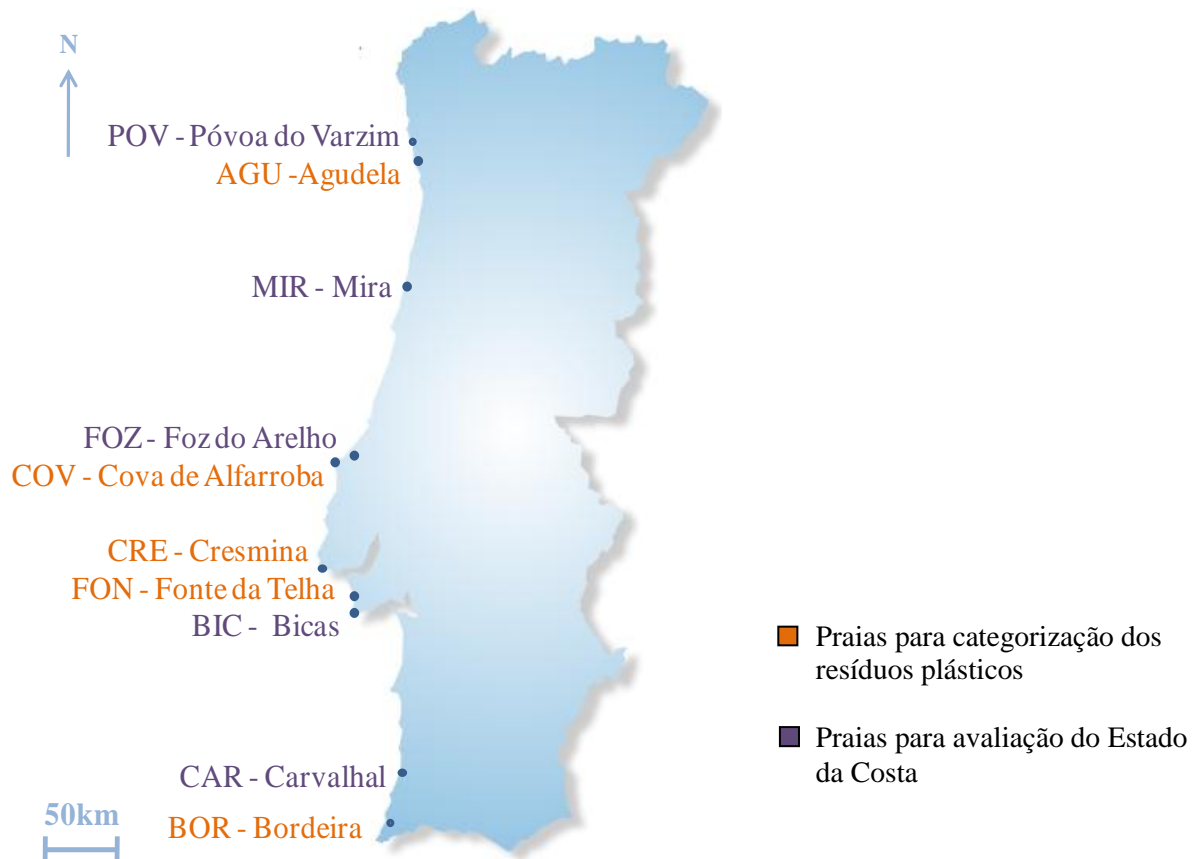 N
POV - Póvoa do Varzim
AGU -Agudela
MIR - Mira
FOZ - Foz do Arelho
COV - Cova de Alfarroba
CRE - Cresmina
FON - Fonte da Telha
BIC - Bicas
CAR - Carvalhal
BOR - Bordeira
50km
Praias para categorização dos
resíduos plásticos
Praias para avaliação do Estado
da Costa